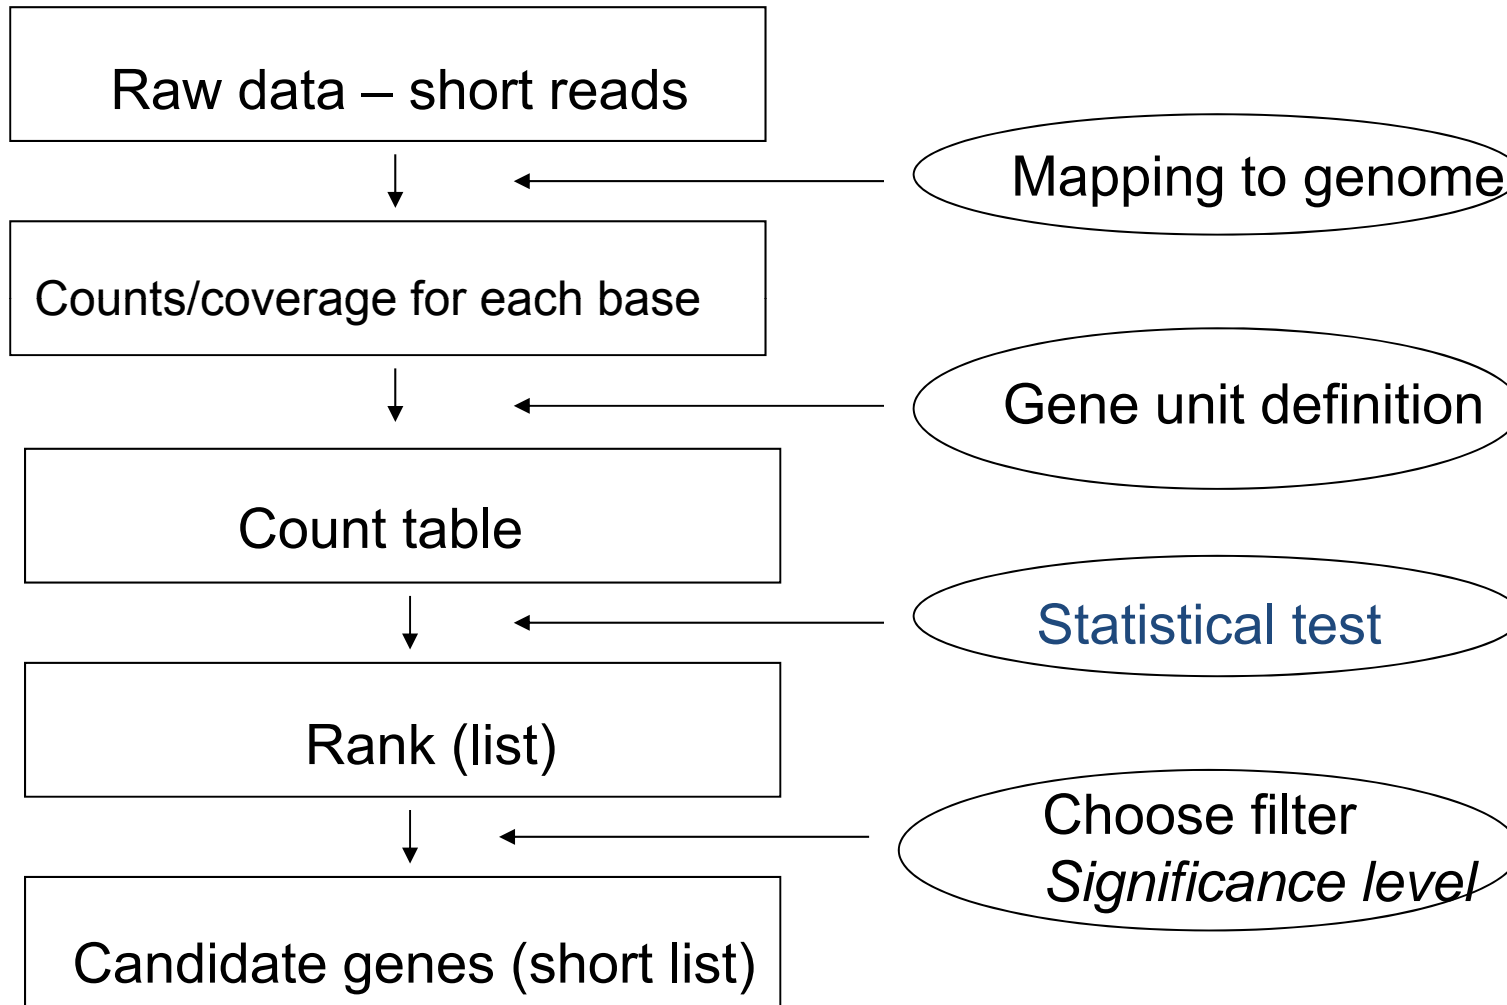 Raw data – short reads
Mapping to genome
Counts/coverage for each base
Gene unit definition
Count table
Statistical test
Rank (list)
Choose filter
Significance level
Candidate genes (short list)